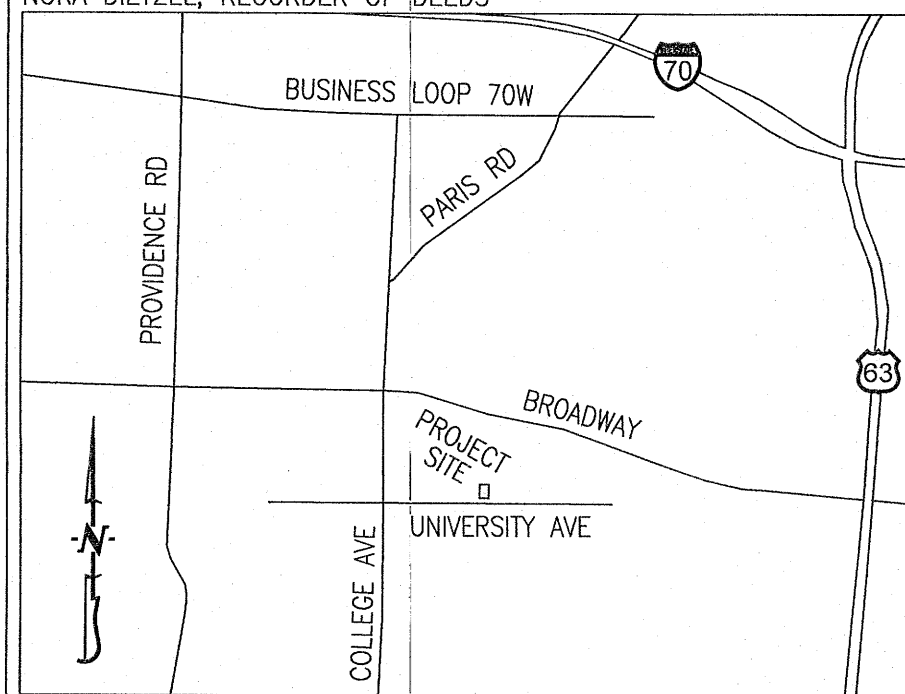 NORA DIETZEL, RECORDER OF DEEDS
BUSINESS LOOP 70W
70
PARIS RD
PROVIDENCE RD
63
BROADWAY
PROJECT
SITE
N
UNIVERSITY AVE
COLLEGE AVE